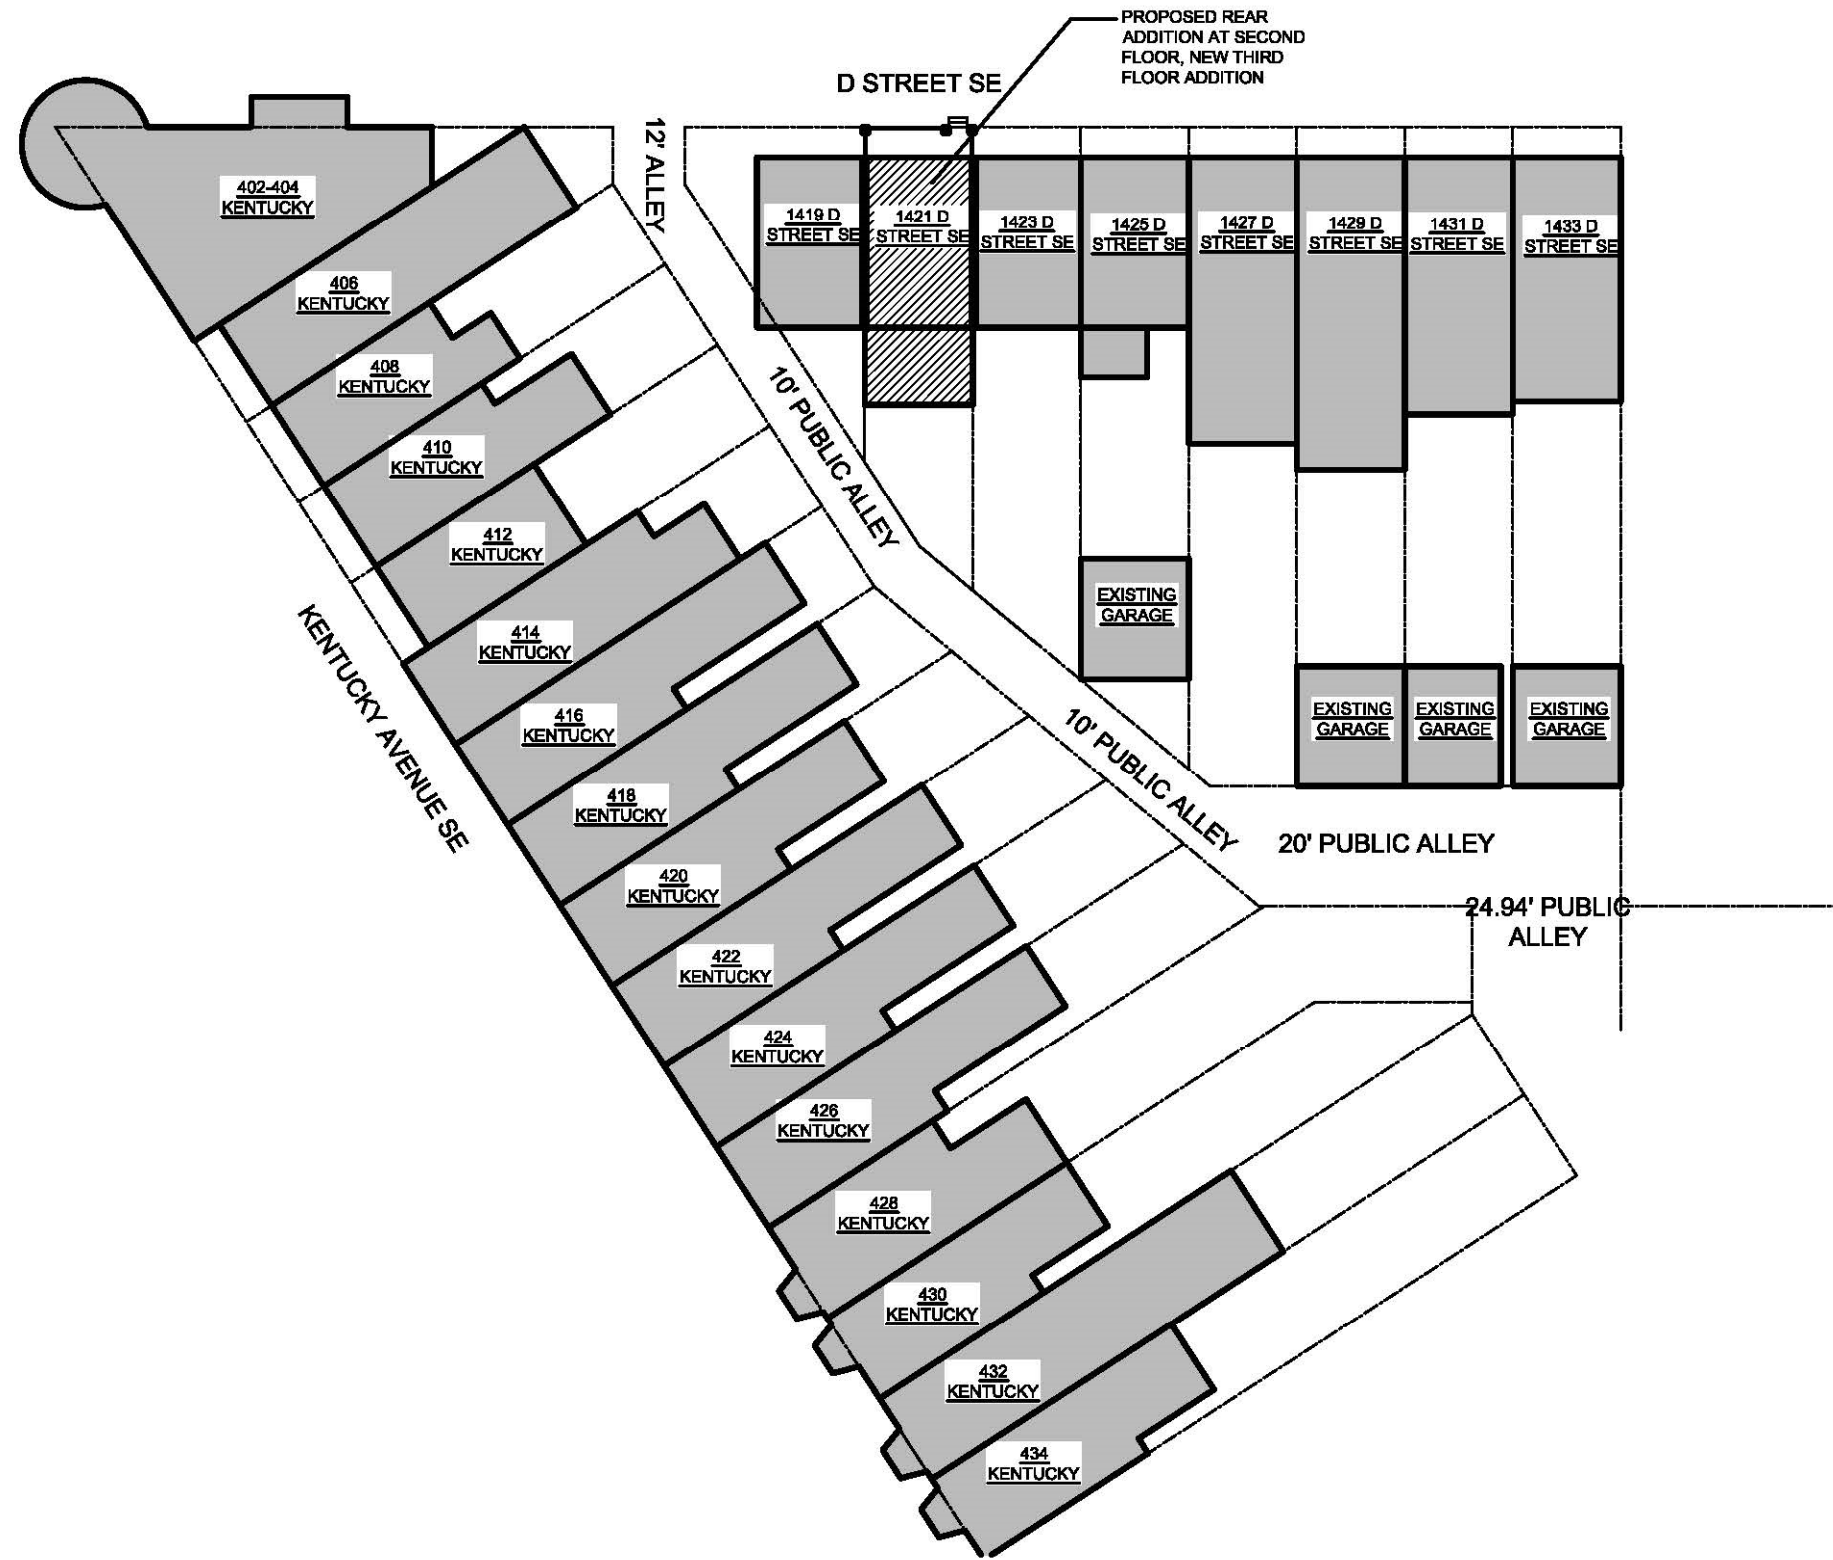 PROPOSED REAR
ADDITION AT SECOND
FLOOR, NEW THIRD
FLOOR ADDITION
D STREET SE
12' ALLEY
402-404
KENTUCKY
1419 D
STREET SE
1421 D
STREET SE
1423 D
STREET SE
1425 D
STREET SE
1427 D
STREET SE
1429 D
STREET SE
1431 D
STREET SE
1433 D
STREET SE
406
KENTUCKY
408
KENTUCKY
10' PUBLIC ALLEY
410
KENTUCKY
412
KENTUCKY
EXISTING
GARAGE
414
KENTUCKY
KENTUCKY AVENUE SE
416
KENTUCKY
10' PUBLIC ALLEY
EXISTING
GARAGE
EXISTING
GARAGE
EXISTING
GARAGE
418
KENTUCKY
20' PUBLIC ALLEY
420
KENTUCKY
24.94' PUBLIC
ALLEY
422
KENTUCKY
424
KENTUCKY
426
KENTUCKY
428
KENTUCKY
430
KENTUCKY
432
KENTUCKY
434
KENTUCKY